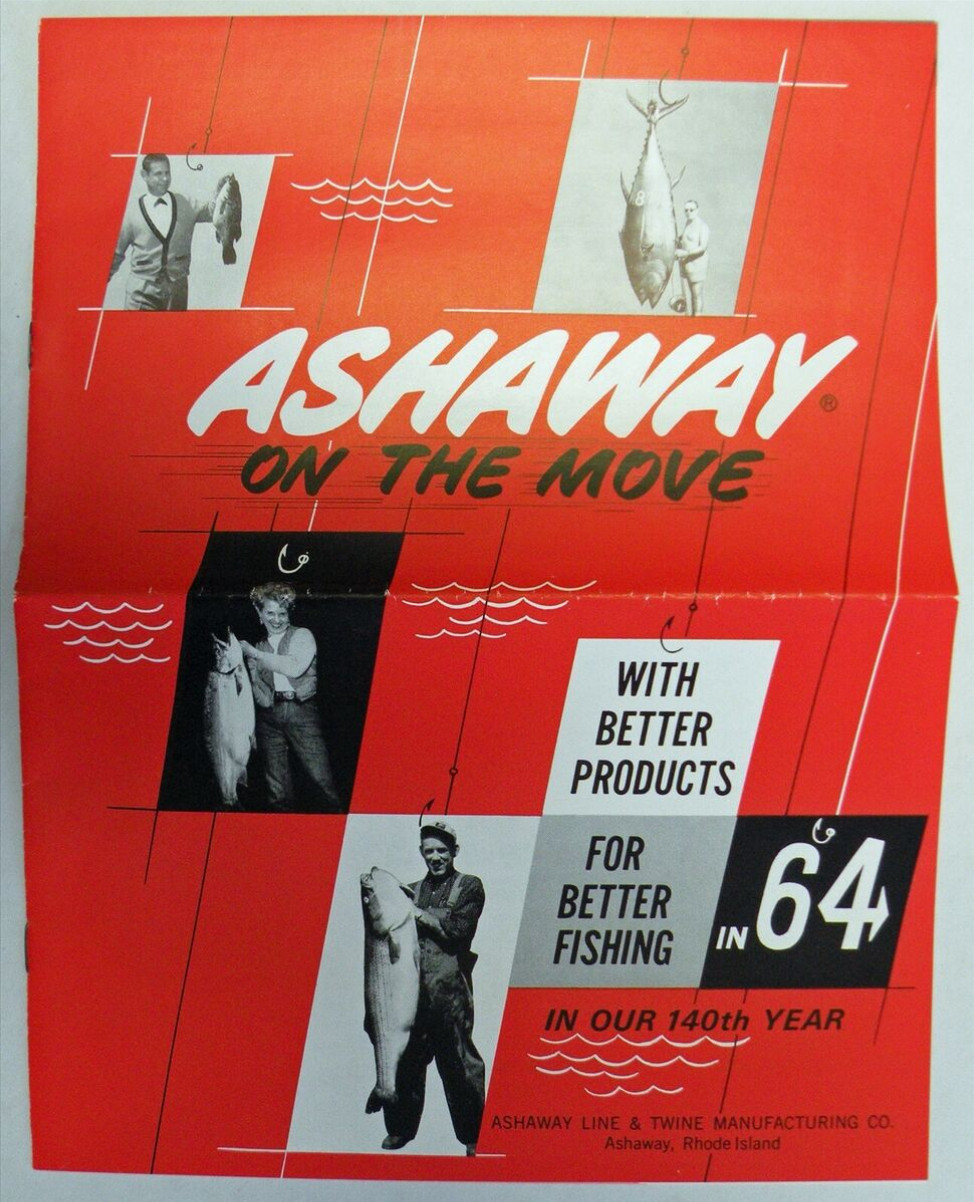 8
ASHAWAY®
ON THE MOVE
WITH
BETTER
PRODUCTS
FOR
BETTER
FISHING
IN 64
IN OUR 140th YEAR
ASHAWAY LINE & TWINE MANUFACTURING CO.
Ashaway, Rhode Island